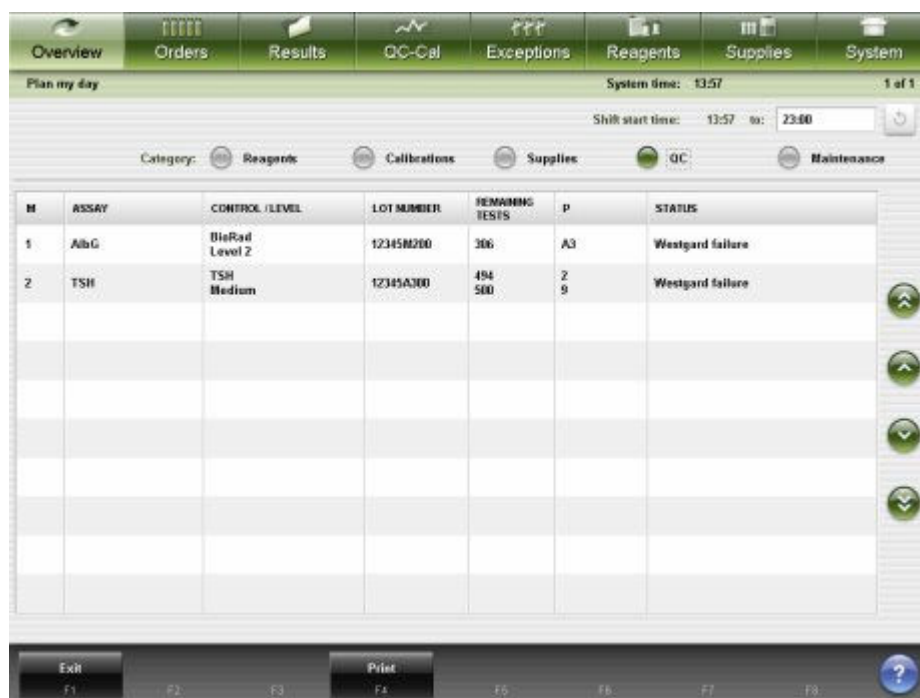 Overview Orders Results QC-Cal Exceptions Reagents Supplies System
Plan my day System time: 13:57 1 of 1
Shift start time: 13:57 to: 23:00
Category: Reagents Calibrations Supplies QC Maintenance
N ASSAY CONTROL / LEVEL LOT NUMBER REMAINING TESTS P STATUS
1 AlbG BioRad Level 2 12345M200 306 A3 Westgard failure
2 TSH TSH Medium 12345A300 494 500 2 9 Westgard failure
Exit Print
F1 F2 F3 F4 F5 F6 F7 F8
?